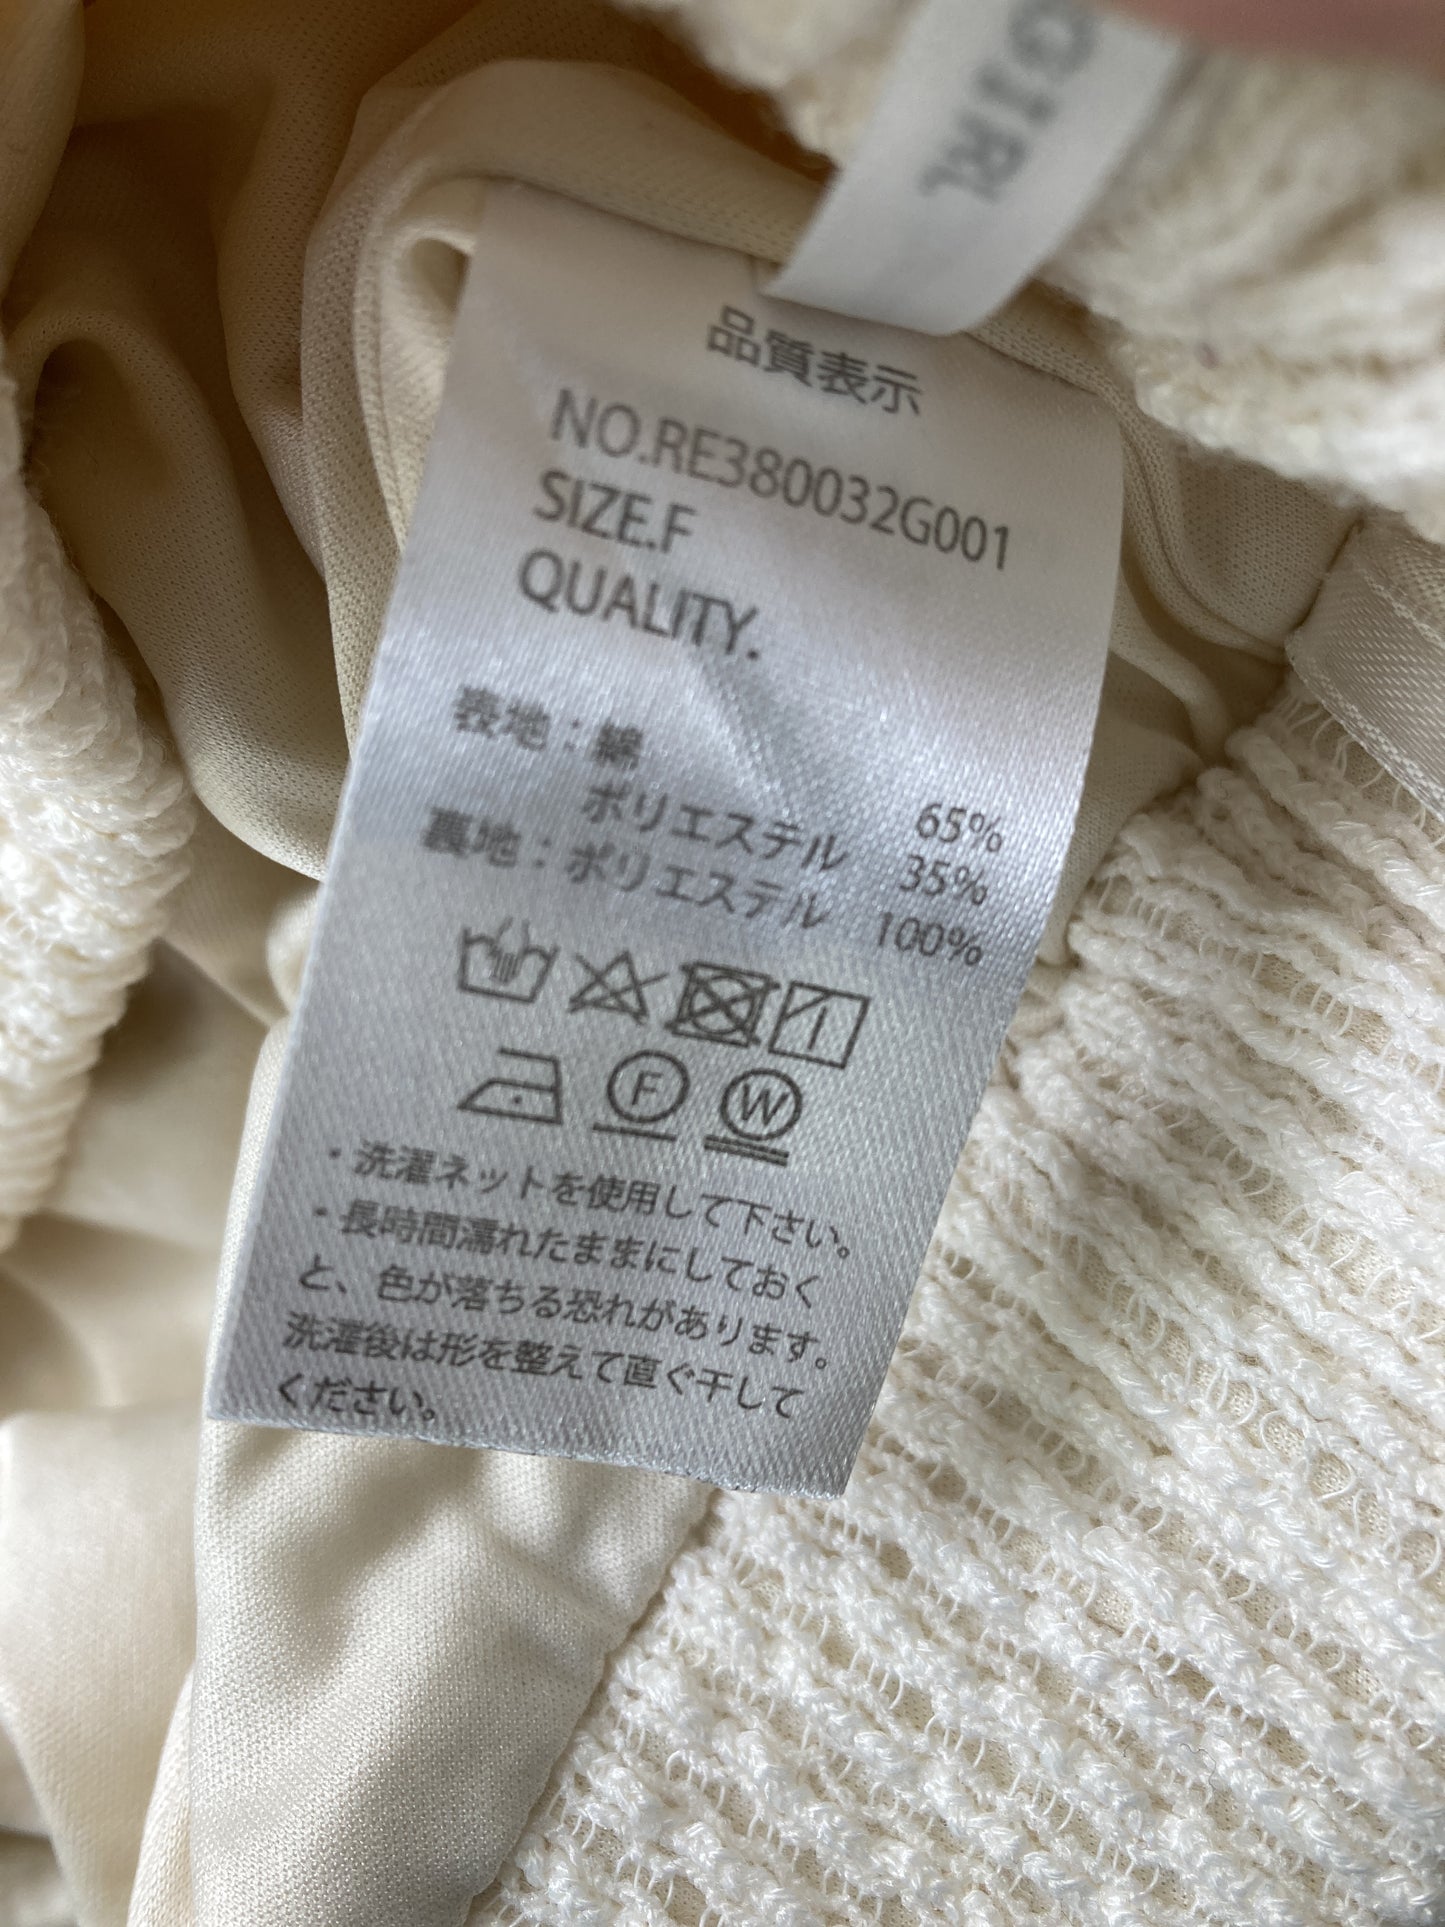 品質表示
NO.RE380032G001
SIZE.F
QUALITY.
表地：綿 65%
ポリエステル 35%
裏地：ポリエステル 100%
F W
・洗濯ネットを使用して下さい。
・長時間濡れたままにしておく
と、色が落ちる恐れがあります。
洗濯後は形を整えて直ぐ干して
ください。